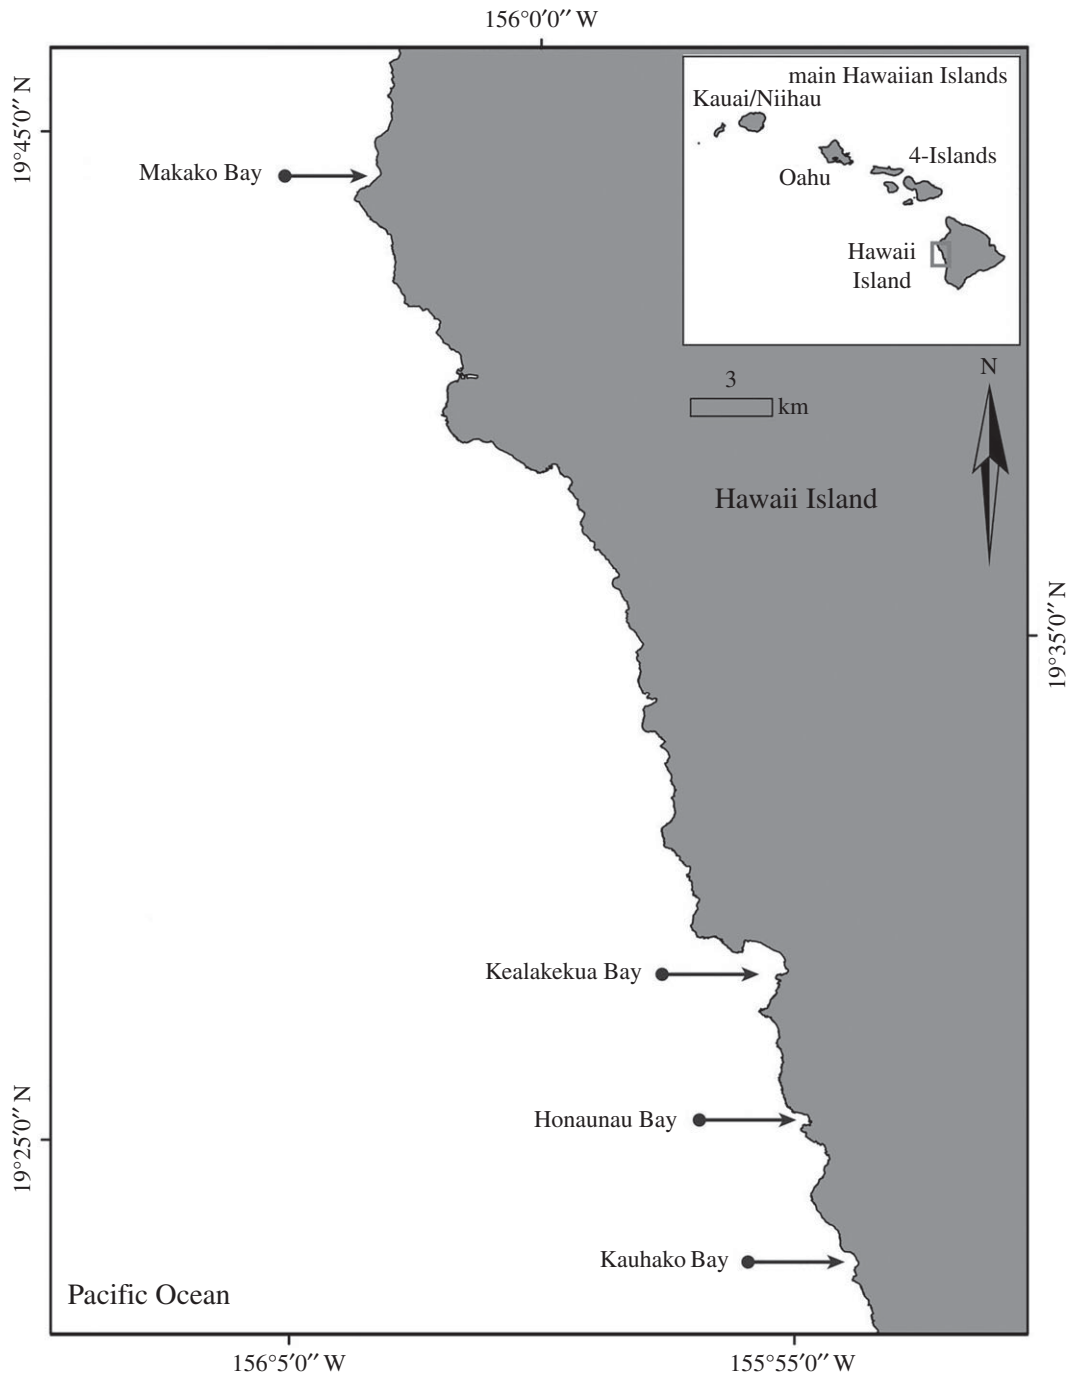 156°0′0″ W
19°45′0″ N
main Hawaiian Islands
Kauai/Niihau
4-Islands
Oahu
Hawaii
Island
Makako Bay
N
3
km
Hawaii Island
19°35′0″ N
Kealakekua Bay
Honaunau Bay
19°25′0″ N
Kauhako Bay
Pacific Ocean
156°5′0″ W
155°55′0″ W